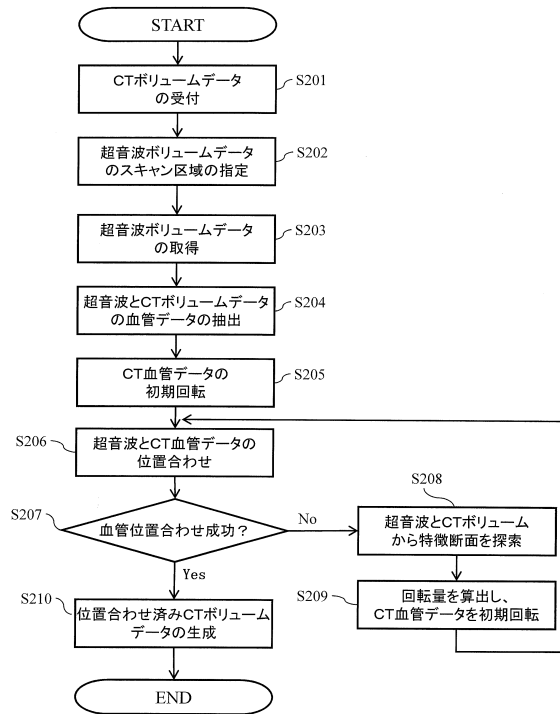 START
CTボリュームデータ
の受付
S201
超音波ボリュームデータ
のスキャン区域の指定
S202
超音波ボリュームデータ
の取得
S203
超音波とCTボリュームデータ
の血管データの抽出
S204
CT血管データの
初期回転
S205
S206
超音波とCT血管データの
位置合わせ
S207
血管位置合わせ成功？
No
Yes
S208
超音波とCTボリューム
から特徴断面を探索
S209
回転量を算出し、
CT血管データを初期回転
S210
位置合わせ済みCTボリューム
データの生成
END